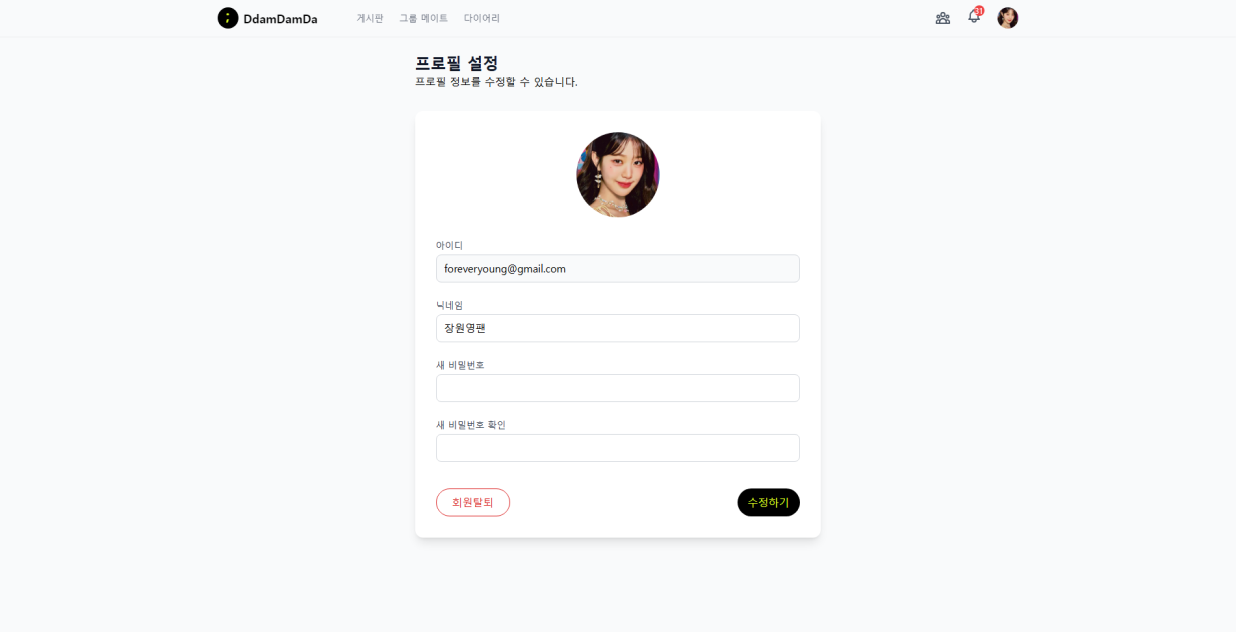 DdamDamDa 게시판 그룹 메이트 다이어리 31
프로필 설정
프로필 정보를 수정할 수 있습니다.
아이디
foreveryoung@gmail.com
닉네임
장원영팬
새 비밀번호
새 비밀번호 확인
회원탈퇴 수정하기